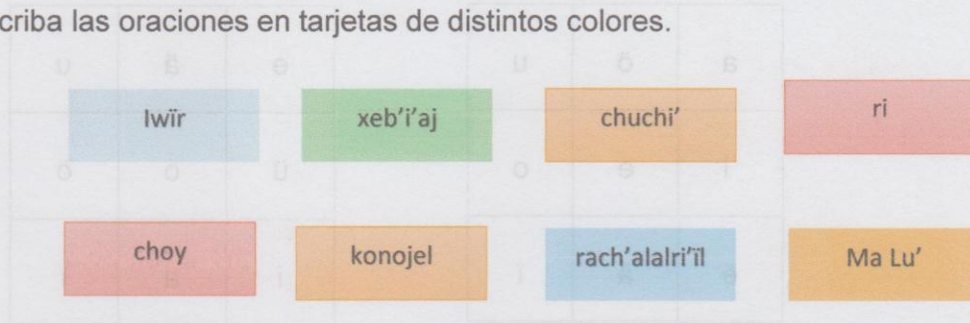 criba las oraciones en tarjetas de distintos colores.
Iwïr xeb'i'aj chuchi' ri
choy konojel rach'alalri'ïl Ma Lu'